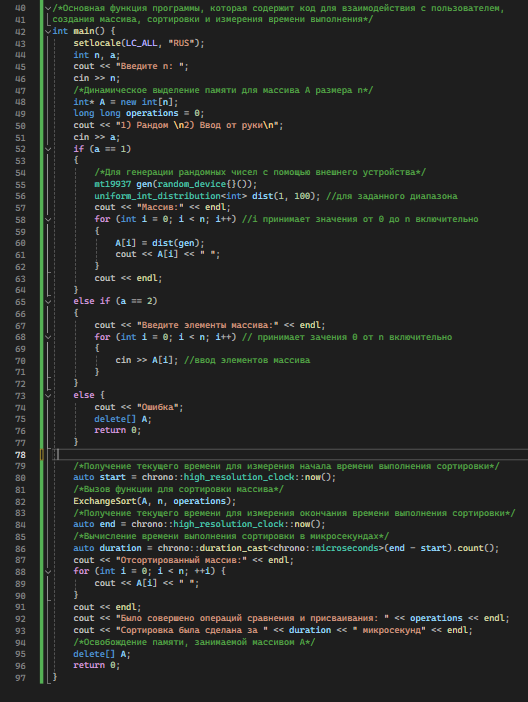 40 /*Основная функция программы, которая содержит код для взаимодействия с пользователем,
41 создания массива, сортировки и измерения времени выполнения*/
42 int main() {
43 setlocale(LC_ALL, "RUS");
44 int n, a;
45 cout << "Введите n: ";
46 cin >> n;
47 /*Динамическое выделение памяти для массива A размера n*/
48 int* A = new int[n];
49 long long operations = 0;
50 cout << "1) Рандом \n2) Ввод от руки\n";
51 cin >> a;
52 if (a == 1)
53 {
54 /*Для генерации рандомных чисел с помощью внешнего устройства*/
55 mt19937 gen(random_device{}());
56 uniform_int_distribution<int> dist(1, 100); //для заданного диапазона
57 cout << "Массив:" << endl;
58 for (int i = 0; i < n; i++) //i принимает значения от 0 до n включительно
59 {
60 A[i] = dist(gen);
61 cout << A[i] << " ";
62 }
63 cout << endl;
64 }
65 else if (a == 2)
66 {
67 cout << "Введите элементы массива:" << endl;
68 for (int i = 0; i < n; i++) // принимает зачения 0 от n включительно
69 {
70 cin >> A[i]; //ввод элементов массива
71 }
72 }
73 else {
74 cout << "Ошибка";
75 delete[] A;
76 return 0;
77 }
78
79 /*Получение текущего времени для измерения начала времени выполнения сортировки*/
80 auto start = chrono::high_resolution_clock::now();
81 /*Вызов функции для сортировки массива*/
82 ExchangeSort(A, n, operations);
83 /*Получение текущего времени для измерения окончания времени выполнения сортировки*/
84 auto end = chrono::high_resolution_clock::now();
85 /*Вычисление времени выполнения сортировки в микросекундах*/
86 auto duration = chrono::duration_cast<chrono::microseconds>(end - start).count();
87 cout << "Отсортированный массив:" << endl;
88 for (int i = 0; i < n; ++i) {
89 cout << A[i] << " ";
90 }
91 cout << endl;
92 cout << "Было совершено операций сравнения и присваивания: " << operations << endl;
93 cout << "Сортировка была сделана за " << duration << " микросекунд" << endl;
94 /*Освобождение памяти, занимаемой массивом A*/
95 delete[] A;
96 return 0;
97 }